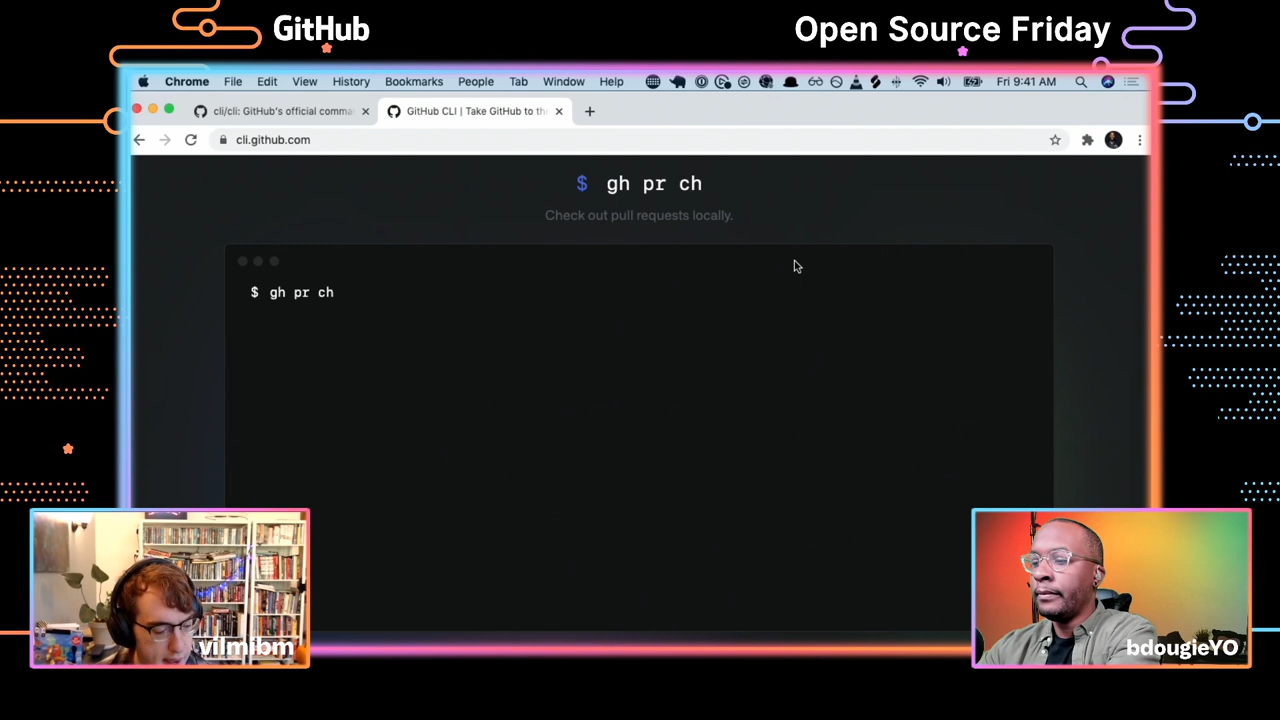 GitHub
Open Source Friday
Chrome File Edit View History Bookmarks People Tab Window Help Fri 9:41 AM
cli/cli: GitHub's official comma
GitHub CLI | Take GitHub to th
cli.github.com
$ gh pr ch
Check out pull requests locally.
$ gh pr ch
vilmibm
bdougieYO